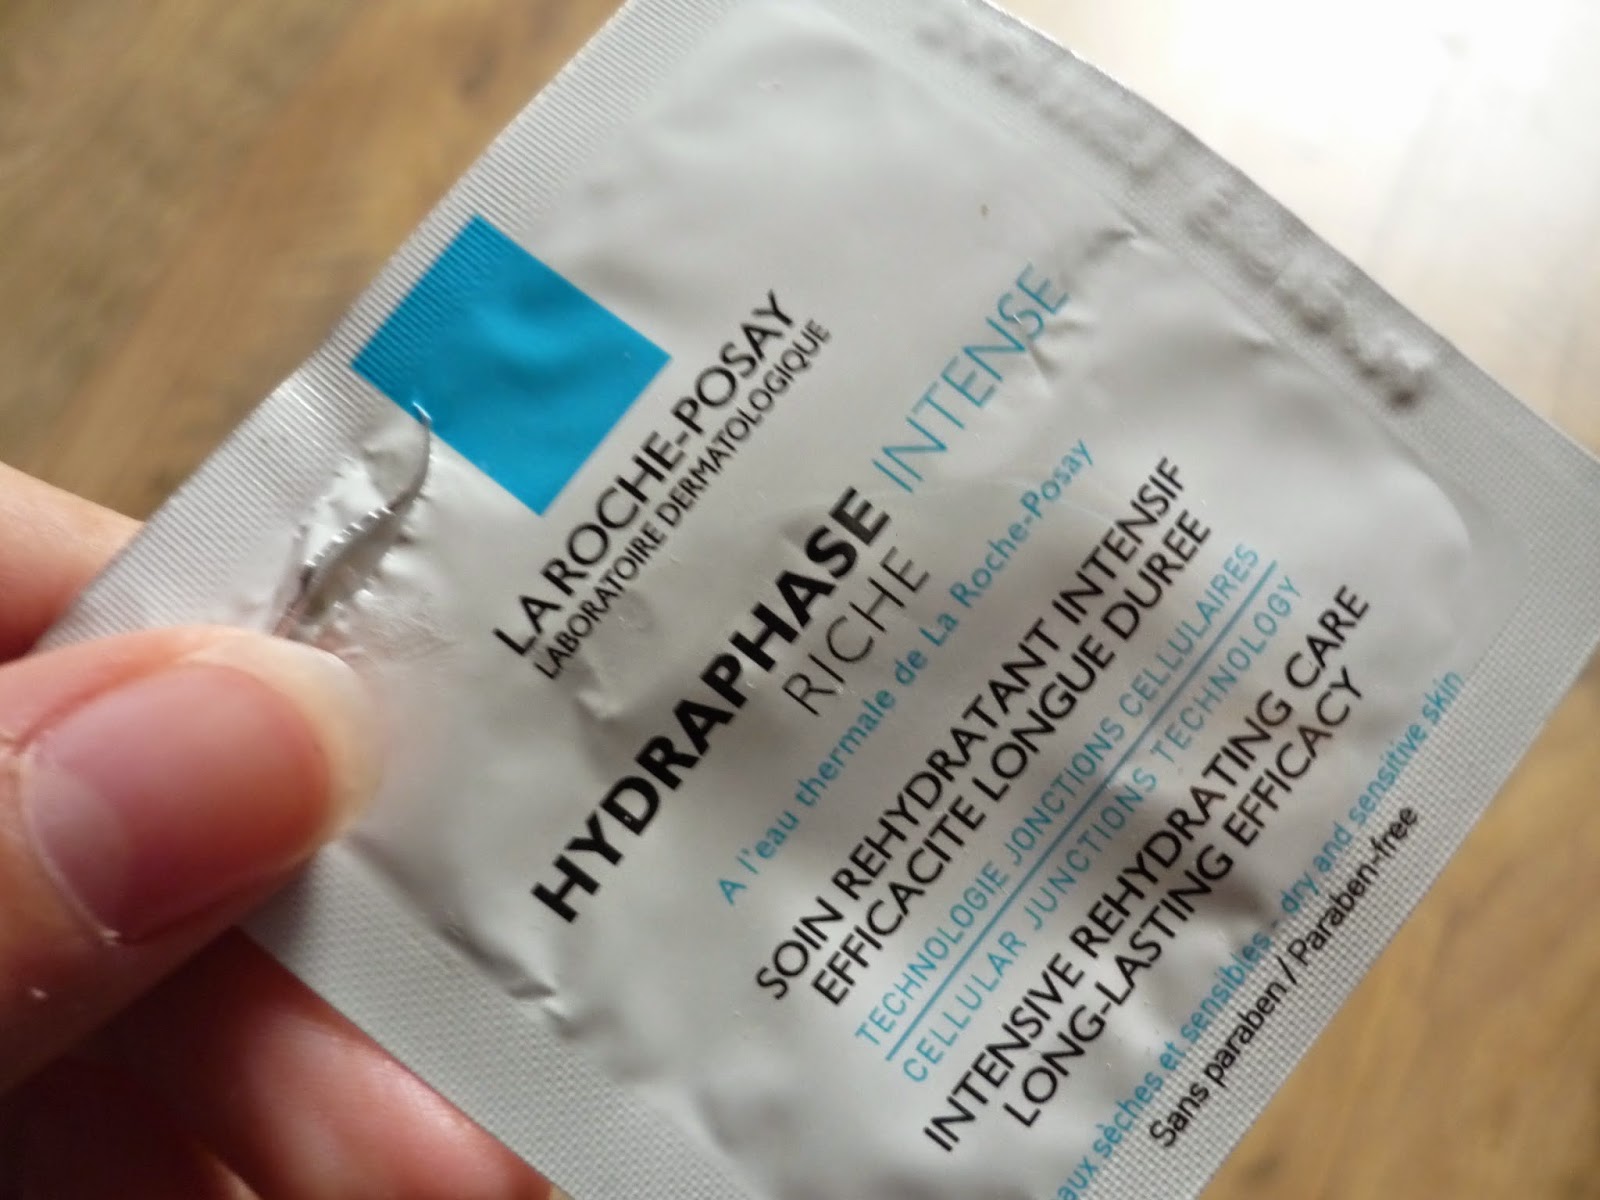 LA ROCHE-POSAY
LABORATOIRE DERMATOLOGIQUE
HYDRAPHASE INTENSE
RICHE
A l'eau thermale de La Roche-Posay
SOIN REHYDRATANT INTENSIF
EFFICACITE LONGUE DUREE
TECHNOLOGIE JONCTIONS CELLULAIRES
CELLULAR JUNCTIONS TECHNOLOGY
INTENSIVE REHYDRATING CARE
LONG-LASTING EFFICACY
sèches et sensibles - dry and sensitive skin
Sans paraben / Paraben-free